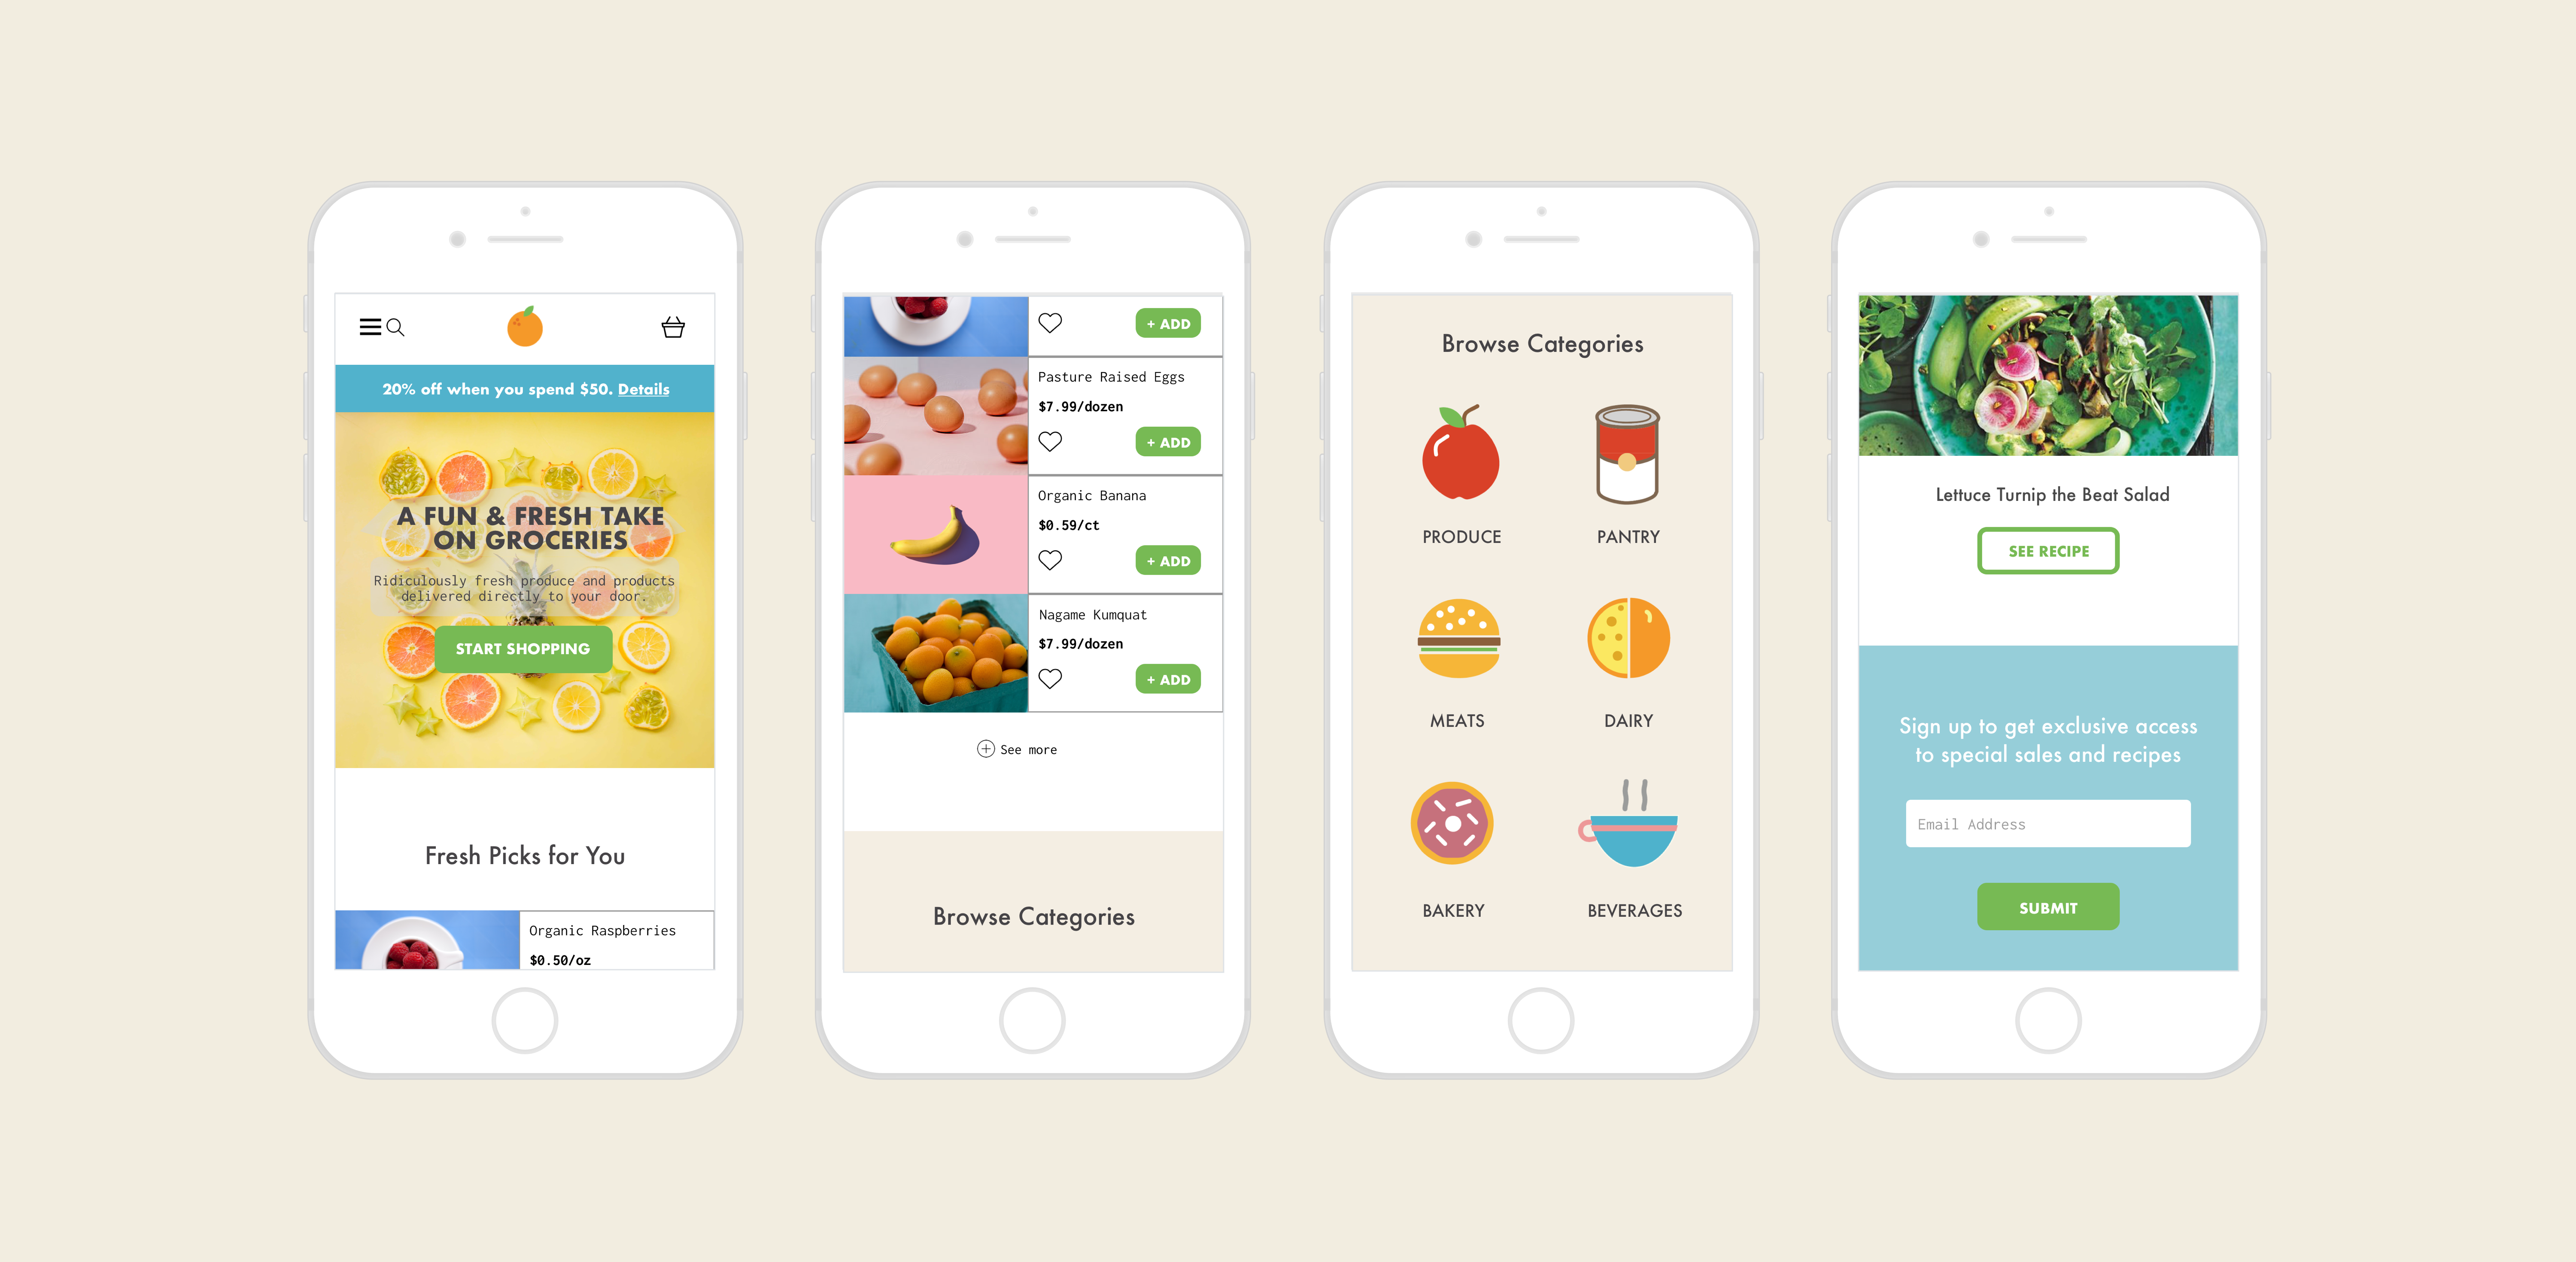 20% off when you spend $50. Details
A FUN & FRESH TAKE
ON GROCERIES
Ridiculously fresh produce and products
delivered directly to your door.
START SHOPPING
Fresh Picks for You
Organic Raspberries
$0.50/oz
+ ADD
Pasture Raised Eggs
$7.99/dozen
+ ADD
Organic Banana
$0.59/ct
+ ADD
Nagame Kumquat
$7.99/dozen
+ ADD
See more
Browse Categories
Browse Categories
PRODUCE
PANTRY
MEATS
DAIRY
BAKERY
BEVERAGES
Lettuce Turnip the Beat Salad
SEE RECIPE
Sign up to get exclusive access
to special sales and recipes
Email Address
SUBMIT